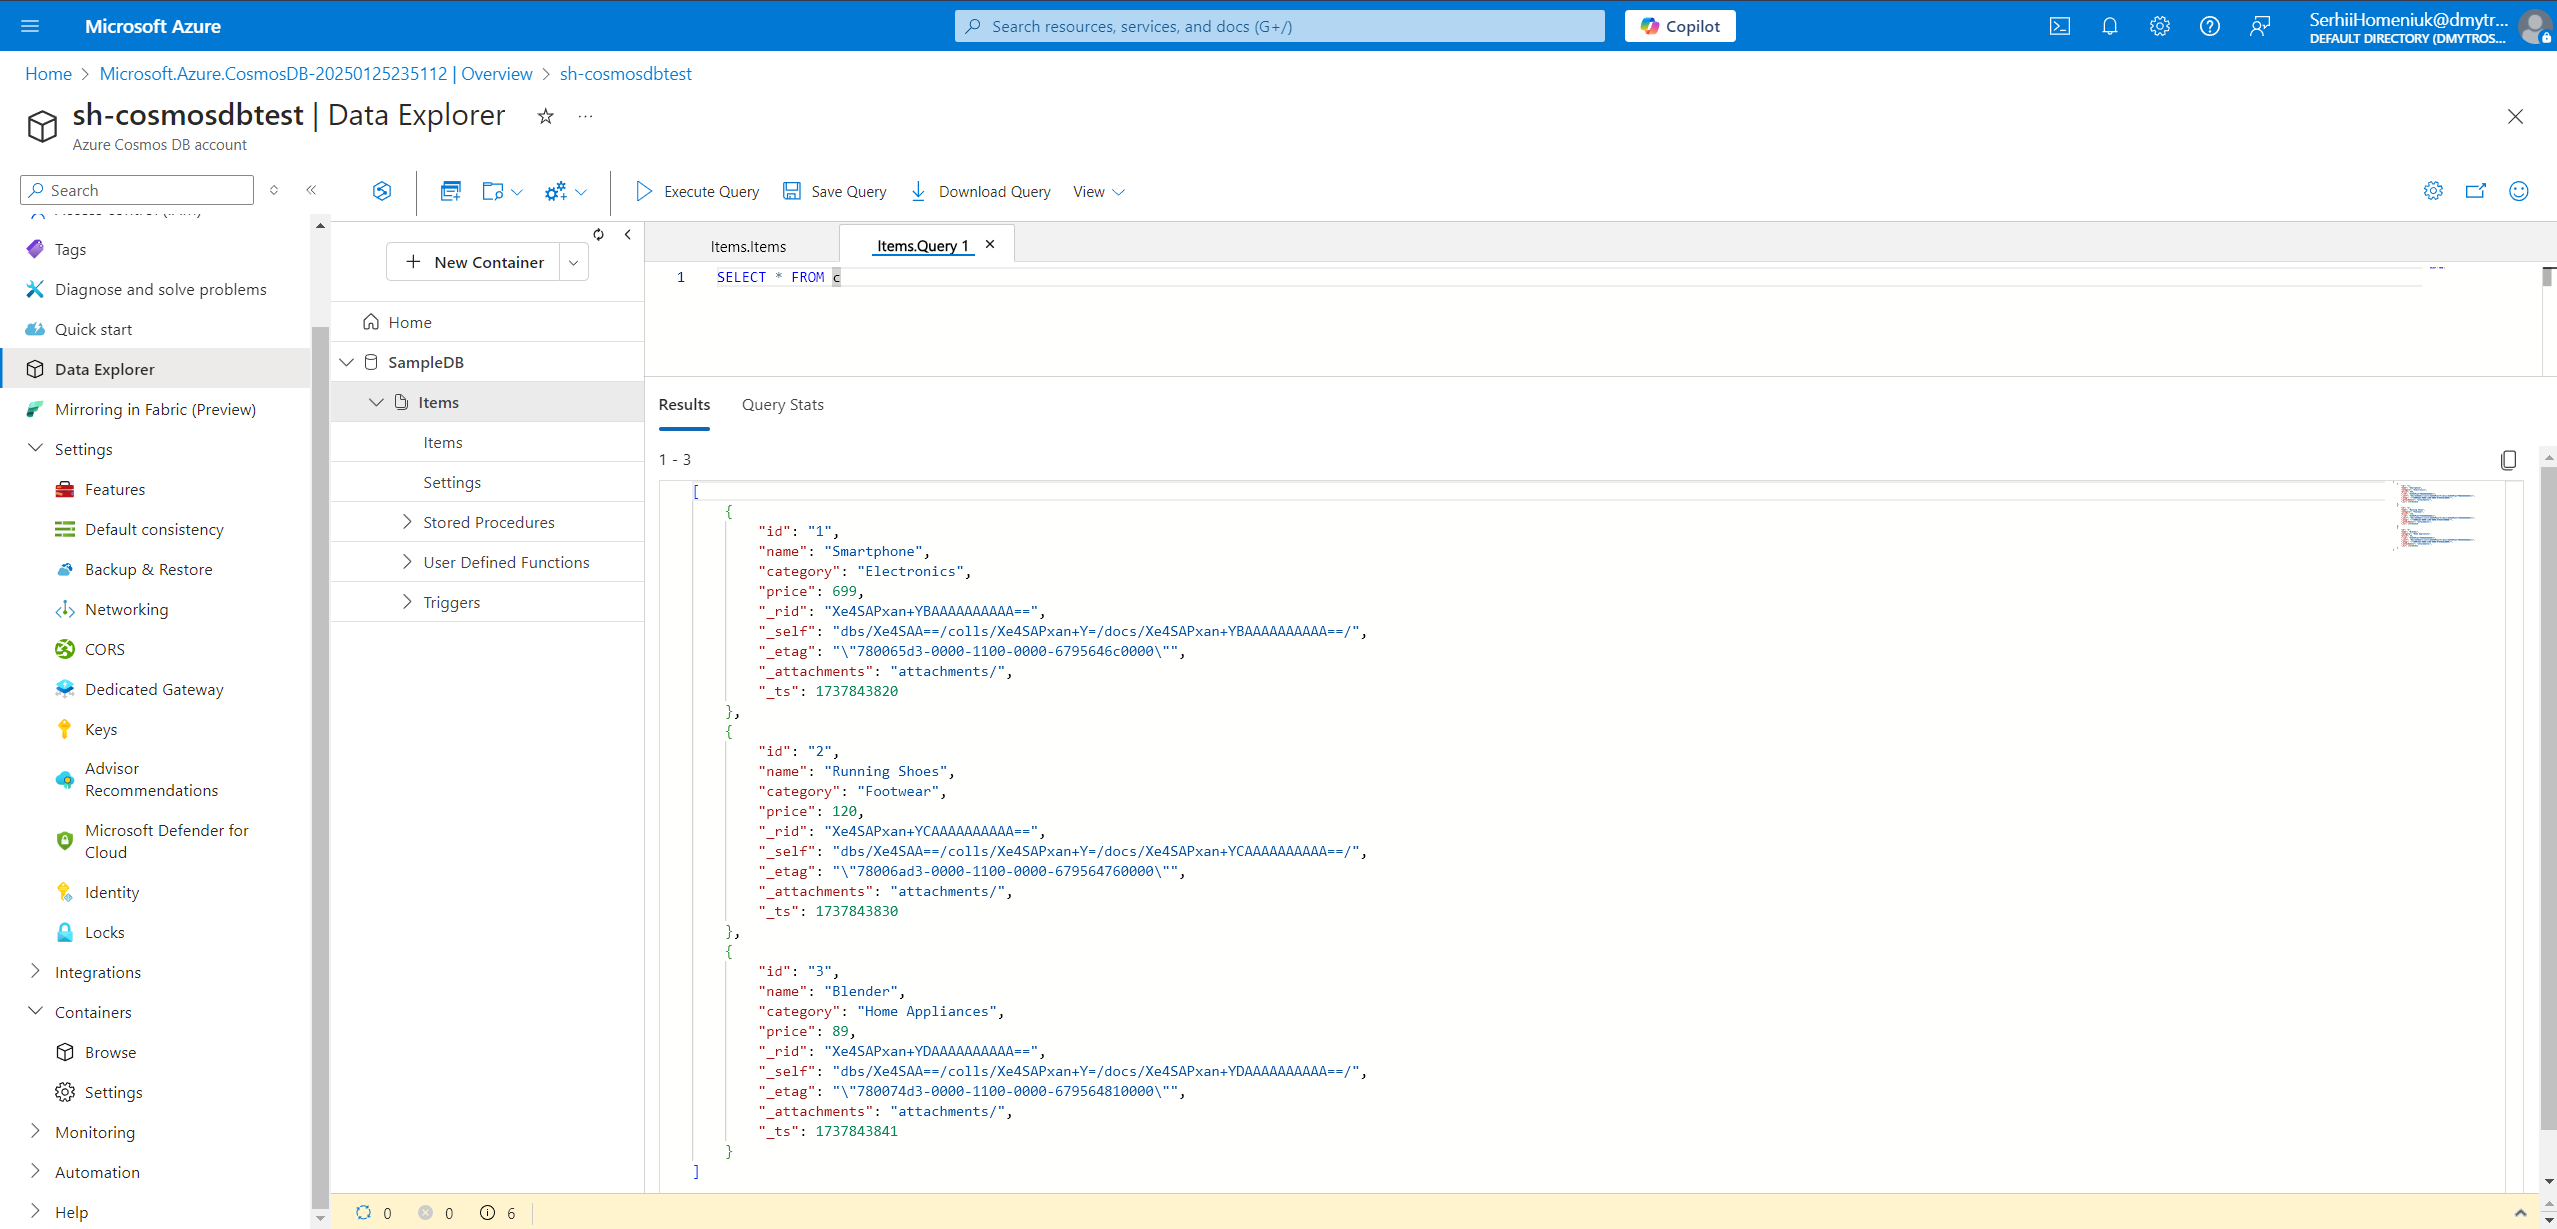 Microsoft Azure
Search resources, services, and docs (G+/)
Copilot
SerhiiHomeniuk@dmytr...
DEFAULT DIRECTORY (DMYTROS...
Home > Microsoft.Azure.CosmosDB-20250125235112 | Overview > sh-cosmosdbtest
sh-cosmosdbtest | Data Explorer
Azure Cosmos DB account
Search
Execute Query
Save Query
Download Query
View
Tags
Diagnose and solve problems
Quick start
Data Explorer
Mirroring in Fabric (Preview)
Settings
Features
Default consistency
Backup & Restore
Networking
CORS
Dedicated Gateway
Keys
Advisor
Recommendations
Microsoft Defender for
Cloud
Identity
Locks
Integrations
Containers
Browse
Settings
Monitoring
Automation
Help
New Container
Home
SampleDB
Items
Items
Settings
Stored Procedures
User Defined Functions
Triggers
Items.Items
Items.Query 1
1 SELECT * FROM c
Results
Query Stats
1 - 3
[
{
"id": "1",
"name": "Smartphone",
"category": "Electronics",
"price": 699,
"_rid": "Xe4SAPxan+YBAAAAAAAAAA==",
"_self": "dbs/Xe4SAA==/colls/Xe4SAPxan+Y=/docs/Xe4SAPxan+YBAAAAAAAAAA==/",
"_etag": "\"780065d3-0000-1100-0000-6795646c0000\"",
"_attachments": "attachments/",
"_ts": 1737843820
},
{
"id": "2",
"name": "Running Shoes",
"category": "Footwear",
"price": 120,
"_rid": "Xe4SAPxan+YCAAAAAAAAAA==",
"_self": "dbs/Xe4SAA==/colls/Xe4SAPxan+Y=/docs/Xe4SAPxan+YCAAAAAAAAAA==/",
"_etag": "\"78006ad3-0000-1100-0000-679564760000\"",
"_attachments": "attachments/",
"_ts": 1737843830
},
{
"id": "3",
"name": "Blender",
"category": "Home Appliances",
"price": 89,
"_rid": "Xe4SAPxan+YDAAAAAAAAAA==",
"_self": "dbs/Xe4SAA==/colls/Xe4SAPxan+Y=/docs/Xe4SAPxan+YDAAAAAAAAAA==/",
"_etag": "\"780074d3-0000-1100-0000-679564810000\"",
"_attachments": "attachments/",
"_ts": 1737843841
}
]
0 0 6